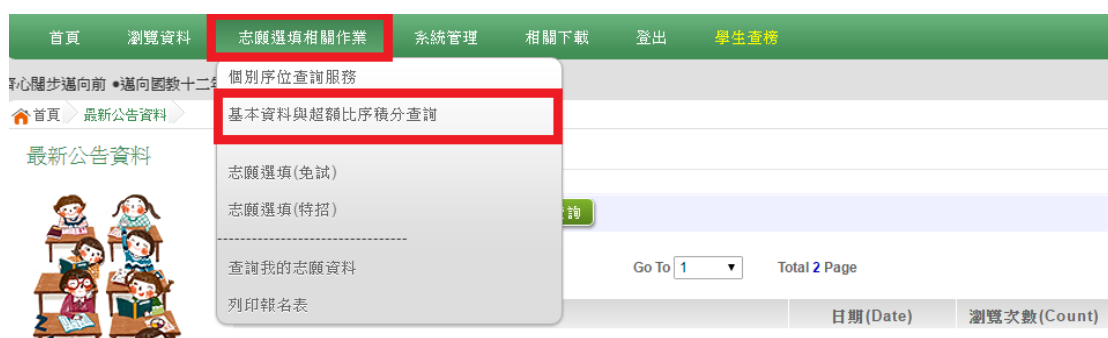 首頁 瀏覽資料 志願選填相關作業 系統管理 相關下載 登出 學生查榜
心闊步邁向前 •邁向國教十二年
個別序位查詢服務
首頁 最新公告資料
基本資料與超額比序積分查詢
最新公告資料
志願選填(免試)
志願選填(特招)
詢
--------------------------------
查詢我的志願資料
Go To 1 Total 2 Page
列印報名表
日期(Date) 瀏覽次數(Count)